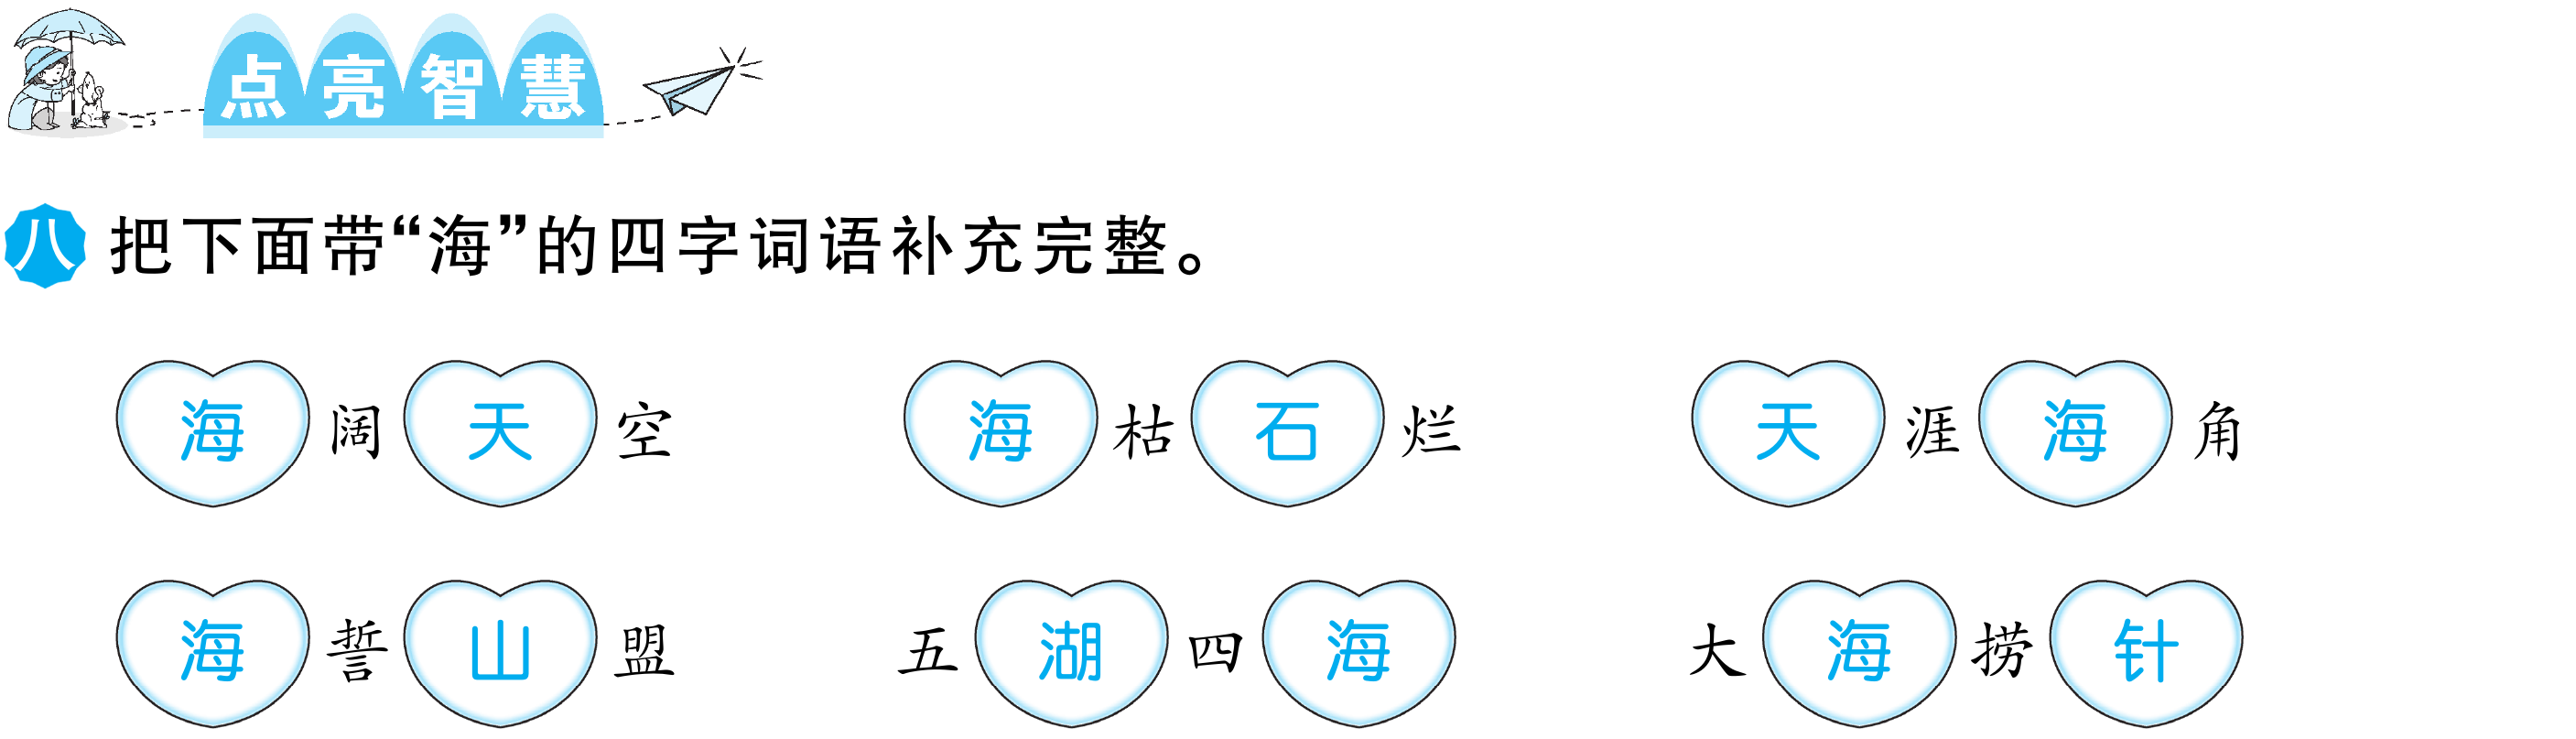 点亮智慧
八 把下面带“海”的四字词语补充完整。
海阔天空 海枯石烂 天涯海角
海誓山盟 五湖四海 大海捞针